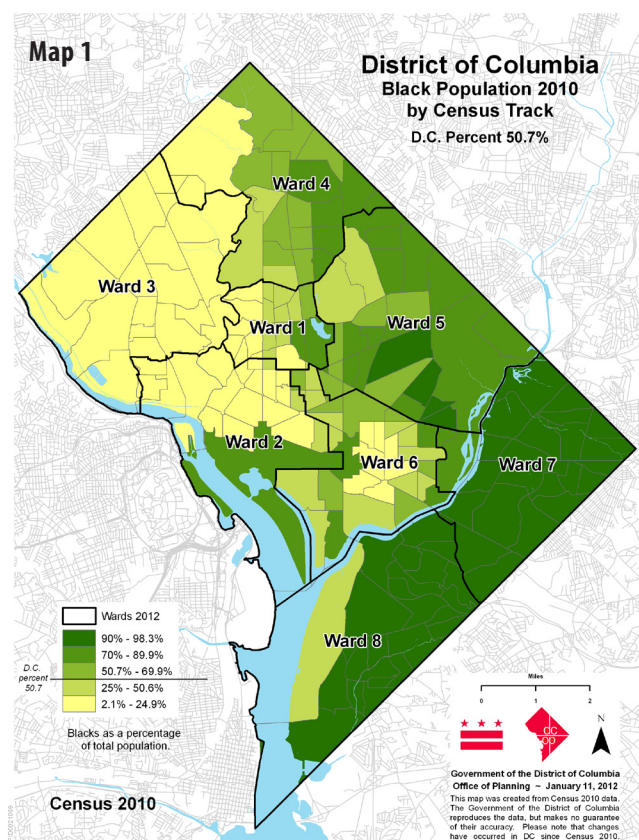 Map 1
District of Columbia
Black Population 2010
by Census Track
D.C. Percent 50.7%
Ward 4
Ward 3
Ward 1
Ward 5
Ward 2
Ward 6
Ward 7
Ward 8
Wards 2012
90% - 98.3%
70% - 89.9%
50.7% - 69.9%
25% - 50.6%
2.1% - 24.9%
D.C.
percent
50.7
Blacks as a percentage
of total population.
Census 2010
Miles
0 1 2
N
DC
OP
Government of the District of Columbia
Office of Planning ~ January 11, 2012
This map was created from Census 2010 data.
The Government of the District of Columbia
reproduces the data, but makes no guarantee
of their accuracy. Please note that changes
have occurred in DC since Census 2010.